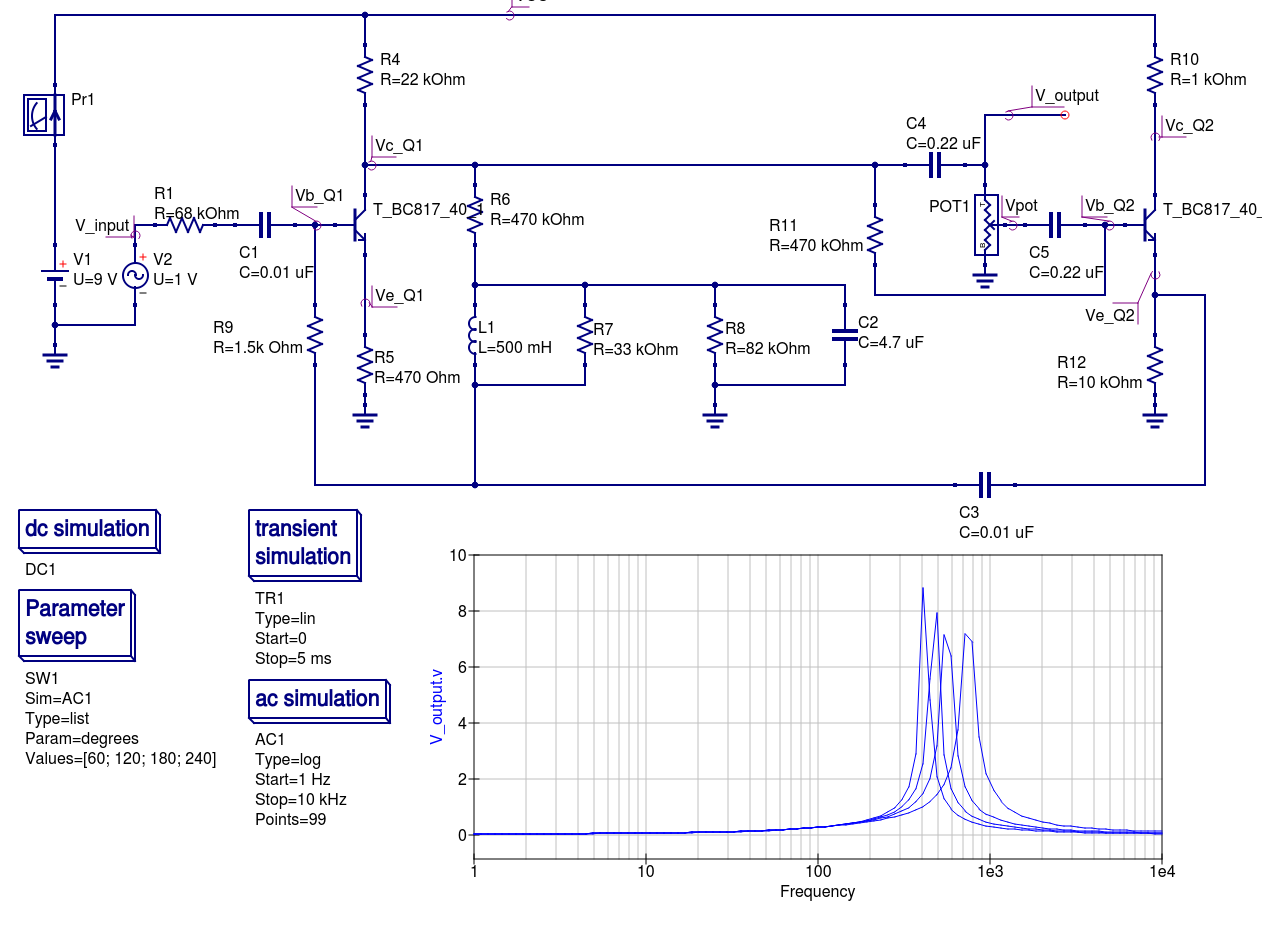 R4
R=22 kOhm
R10
R=1 kOhm
Pr1
V_output
C4
C=0.22 uF
Vc_Q2
Vc_Q1
R1
R=68 kOhm
Vb_Q1
V_input
R6
R=470 kOhm
T_BC817_40_1
POT1
Vpot
Vb_Q2
T_BC817_40_
R11
R=470 kOhm
V1
U=9 V
V2
U=1 V
C1
C=0.01 uF
C5
C=0.22 uF
Ve_Q1
Ve_Q2
R9
R=1.5k Ohm
L1
L=500 mH
R7
R=33 kOhm
R8
R=82 kOhm
C2
C=4.7 uF
R5
R=470 Ohm
R12
R=10 kOhm
C3
C=0.01 uF
dc simulation
DC1
Parameter
sweep
SW1
Sim=AC1
Type=list
Param=degrees
Values=[60; 120; 180; 240]
transient
simulation
TR1
Type=lin
Start=0
Stop=5 ms
ac simulation
AC1
Type=log
Start=1 Hz
Stop=10 kHz
Points=99
V_output.v
10
8
6
4
2
0
1
10
100
1e3
1e4
Frequency